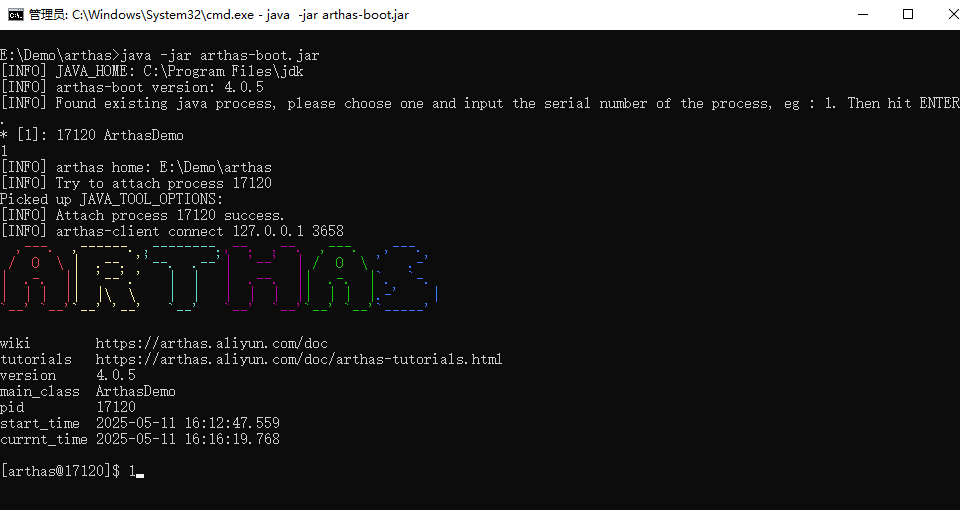 管理员: C:\Windows\System32\cmd.exe - java  -jar arthas-boot.jar
E:\Demo\arthas>java -jar arthas-boot.jar
[INFO] JAVA_HOME: C:\Program Files\jdk
[INFO] arthas-boot version: 4.0.5
[INFO] Found existing java process, please choose one and input the serial number of the process, eg : 1. Then hit ENTER
.
* [1]: 17120 ArthasDemo
1
[INFO] arthas home: E:\Demo\arthas
[INFO] Try to attach process 17120
Picked up JAVA_TOOL_OPTIONS:
[INFO] Attach process 17120 success.
[INFO] arthas-client connect 127.0.0.1 3658
ARTHAS
wiki        https://arthas.aliyun.com/doc
tutorials   https://arthas.aliyun.com/doc/arthas-tutorials.html
version     4.0.5
main_class  ArthasDemo
pid         17120
start_time  2025-05-11 16:12:47.559
currnt_time 2025-05-11 16:16:19.768
[arthas@17120]$ 1